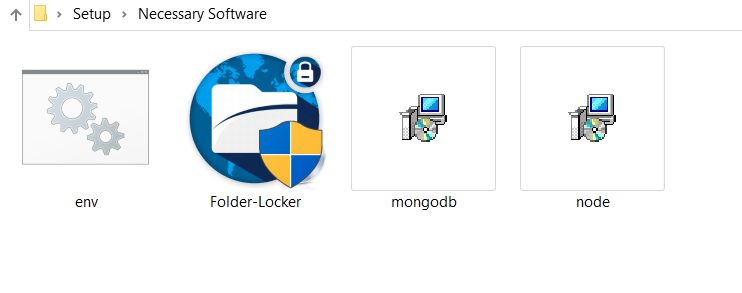 Setup > Necessary Software
env
Folder-Locker
mongodb
node